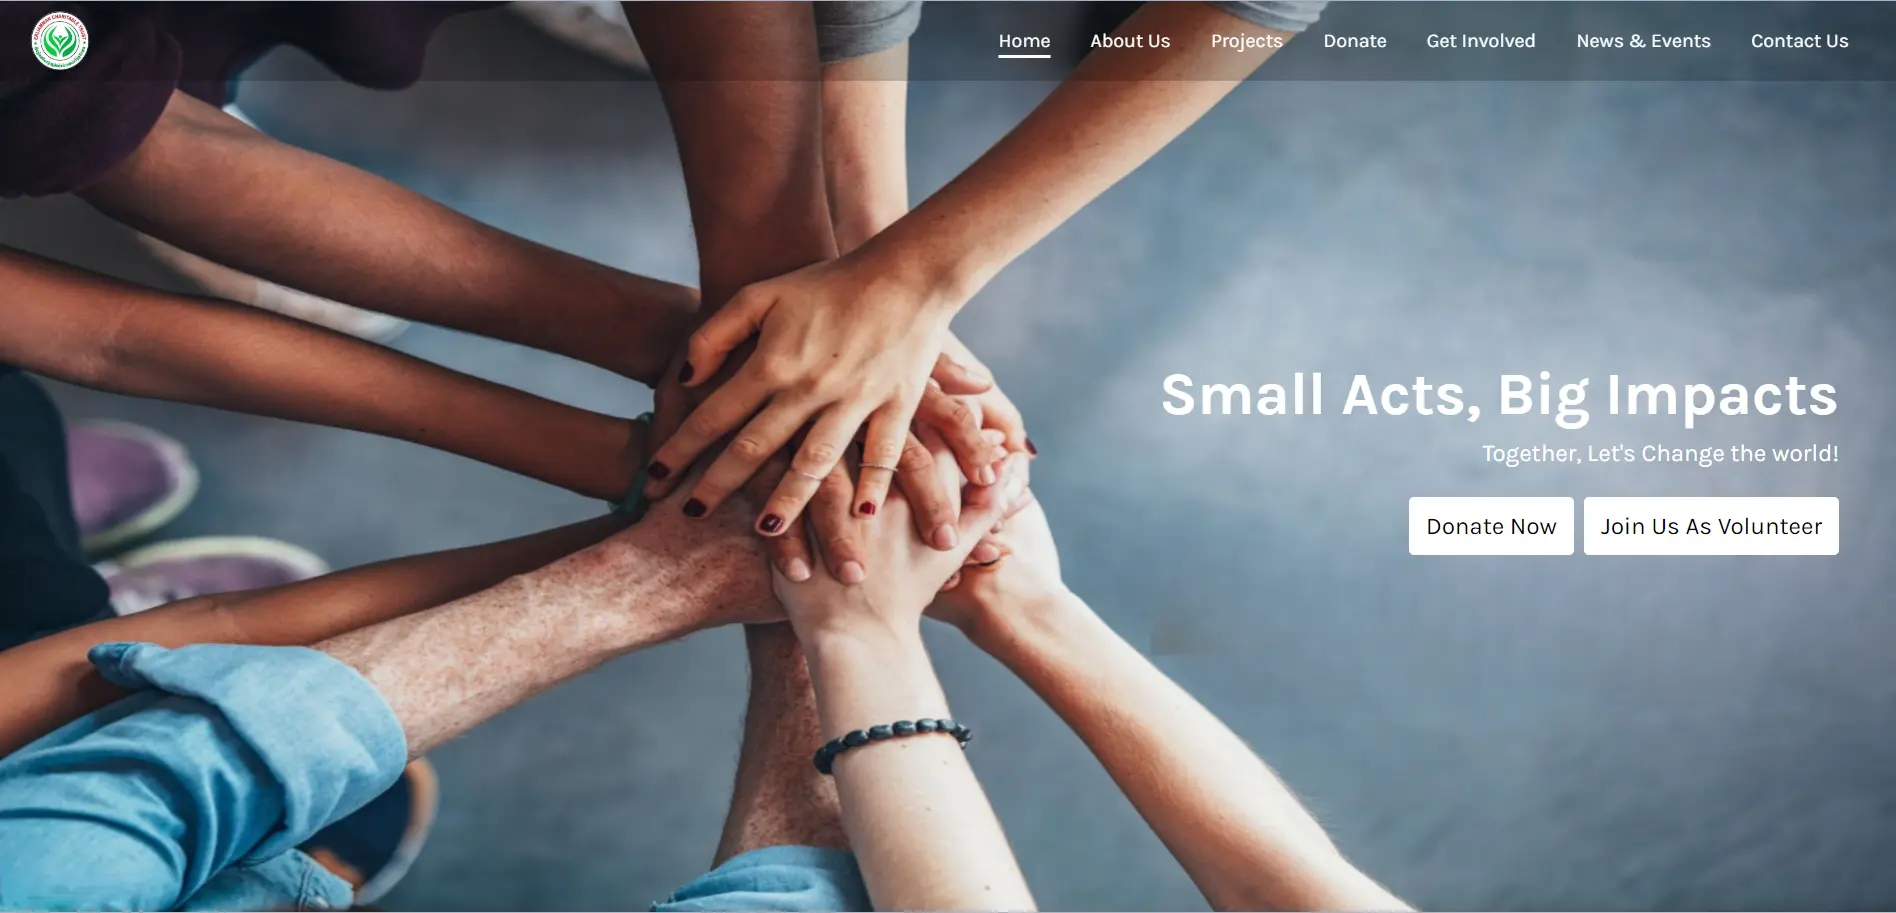 Home
About Us
Projects
Donate
Get Involved
News & Events
Contact Us
Small Acts, Big Impacts
Together, Let's Change the world!
Donate Now
Join Us As Volunteer